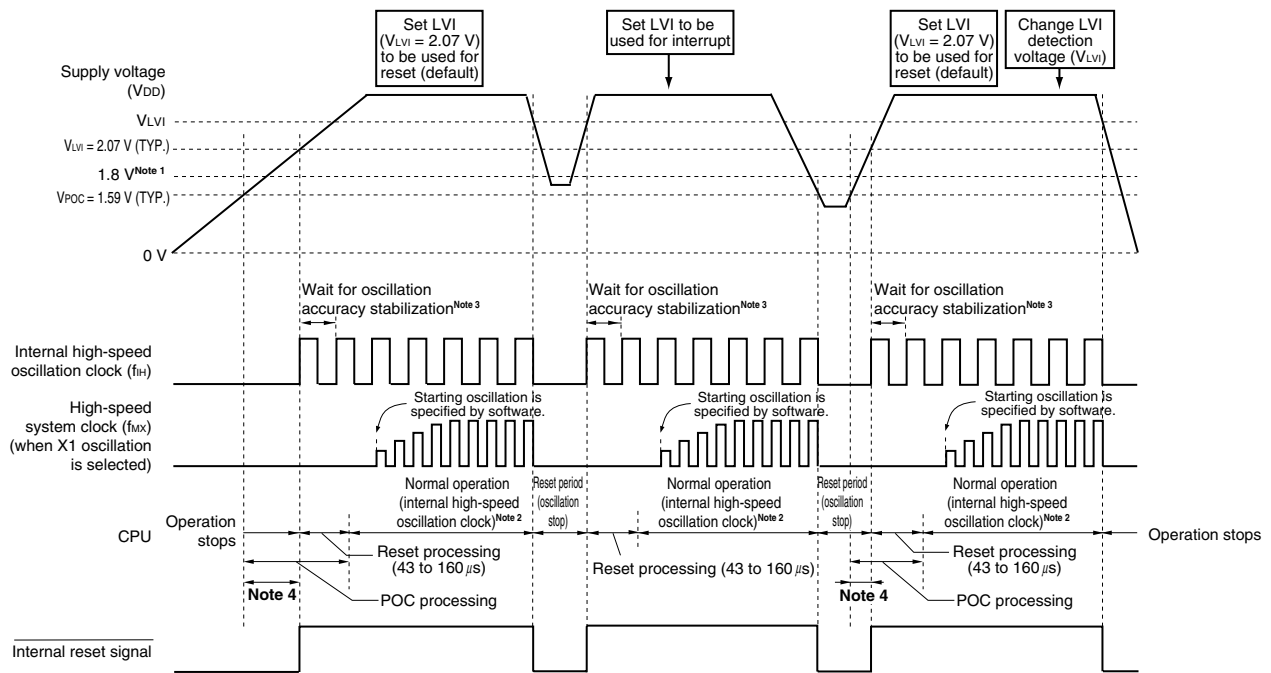 Set LVI
(VLVI = 2.07 V)
to be used for
reset (default)
Set LVI to be
used for interrupt
Set LVI
(VLVI = 2.07 V)
to be used for
reset (default)
Change LVI
detection
voltage (VLVI)
Supply voltage
(VDD)
VLVI
VLVI = 2.07 V (TYP.)
1.8 VNote 1
VPOC = 1.59 V (TYP.)
0 V
Wait for oscillation
accuracy stabilizationNote 3
Wait for oscillation
accuracy stabilizationNote 3
Wait for oscillation
accuracy stabilizationNote 3
Internal high-speed
oscillation clock (fIH)
High-speed
system clock (fMX)
(when X1 oscillation
is selected)
Starting oscillation is
specified by software.
Starting oscillation is
specified by software.
Starting oscillation is
specified by software.
CPU
Operation
stops
Normal operation
(internal high-speed
oscillation clock)Note 2
Reset period
(oscillation
stop)
Normal operation
(internal high-speed
oscillation clock)Note 2
Reset period
(oscillation
stop)
Normal operation
(internal high-speed
oscillation clock)Note 2
Operation stops
Reset processing
(43 to 160 μs)
Reset processing (43 to 160 μs)
Reset processing
(43 to 160 μs)
Note 4
POC processing
Note 4
POC processing
Internal reset signal